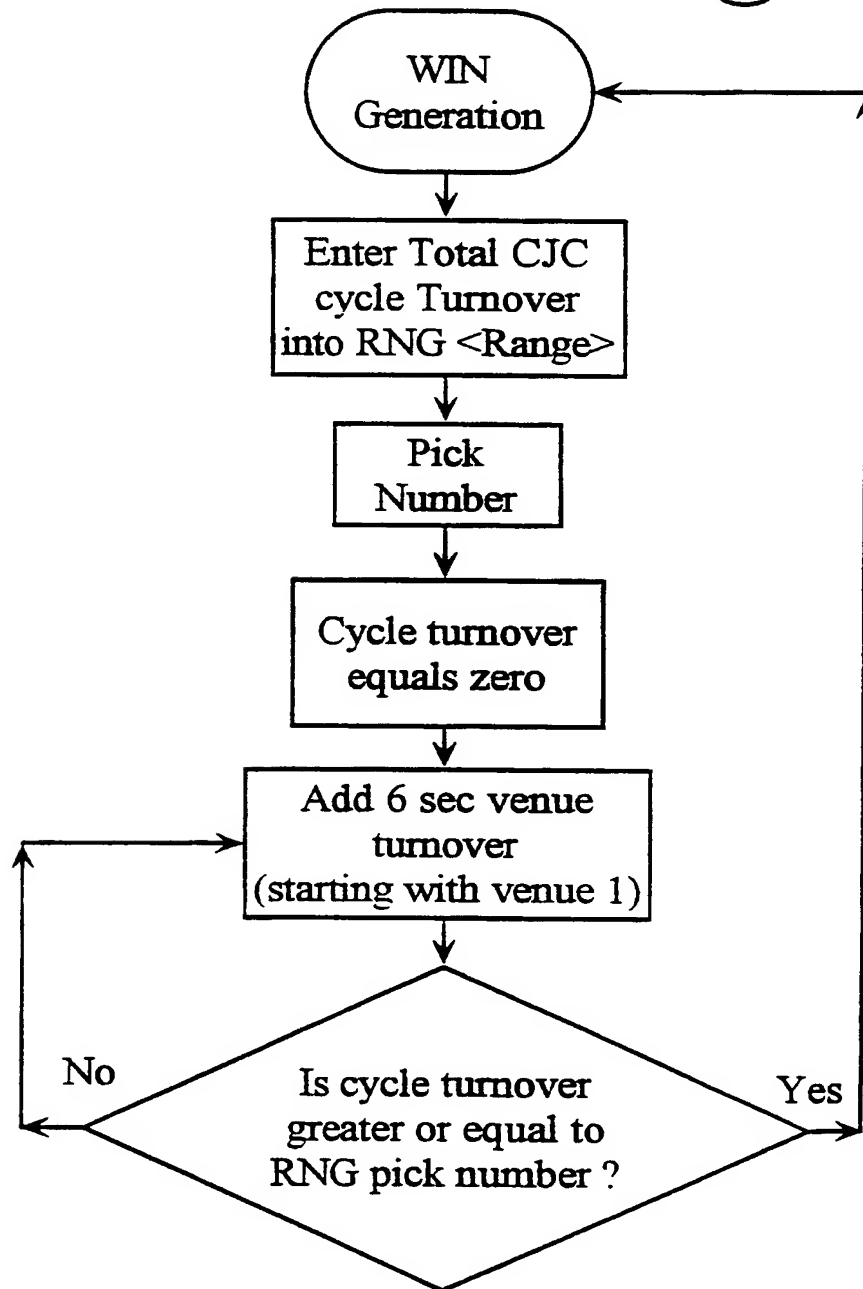 WIN
Generation
Enter Total CJC
cycle Turnover
into RNG <Range>
Pick
Number
Cycle turnover
equals zero
Add 6 sec venue
turnover
(starting with venue 1)
No
Yes
Is cycle turnover
greater or equal to
RNG pick number ?